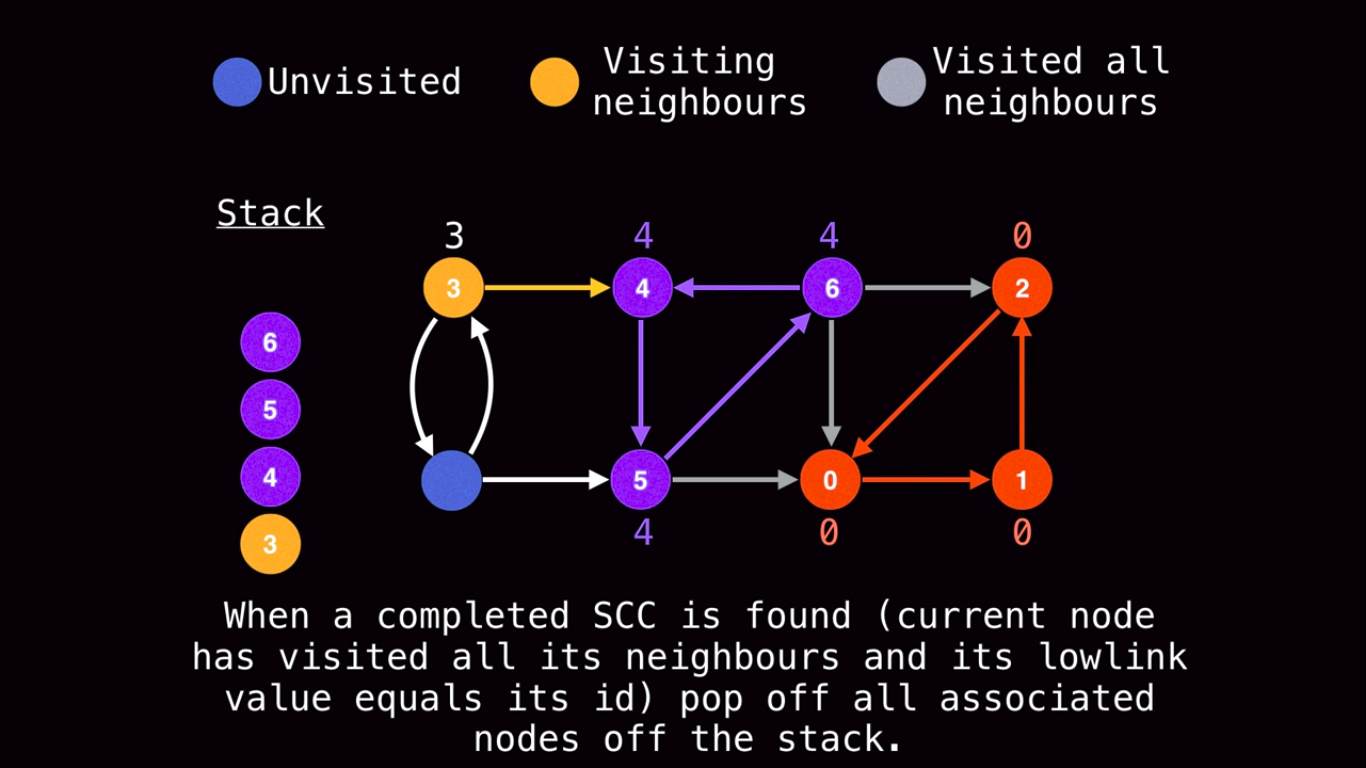 Unvisited
Visiting
neighbours
Visited all
neighbours
Stack
3 4 4 0
3 4 6 2
6
5
4
3
5 0 1
4 0 0
When a completed SCC is found (current node
has visited all its neighbours and its lowlink
value equals its id) pop off all associated
nodes off the stack.